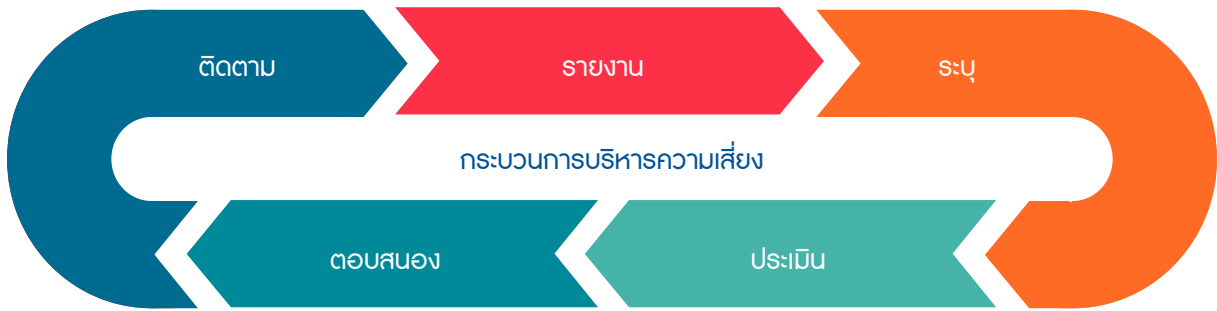 ติดตาม
รายงาน
ระบุ
กระบวนการบริหารความเสี่ยง
ตอบสนอง
ประเมิน